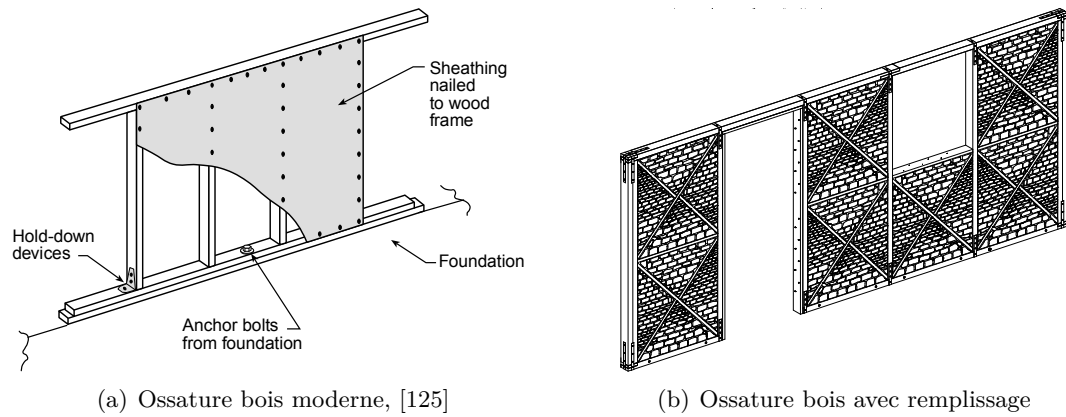 Sheathing
nailed
to wood
frame
Hold-down
devices
Foundation
Anchor bolts
from foundation
(a) Ossature bois moderne, [125]
(b) Ossature bois avec remplissage